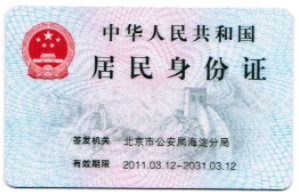 中华人民共和国
居民身份证
签发机关 北京市公安局海淀分局
有效期限 2011.03.12-2031.03.12